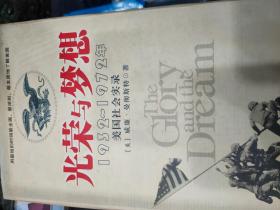 光荣与梦想
1932~1972年
美国社会实录
[美] 威廉·曼彻斯特 著
The Glory
and the
Dream